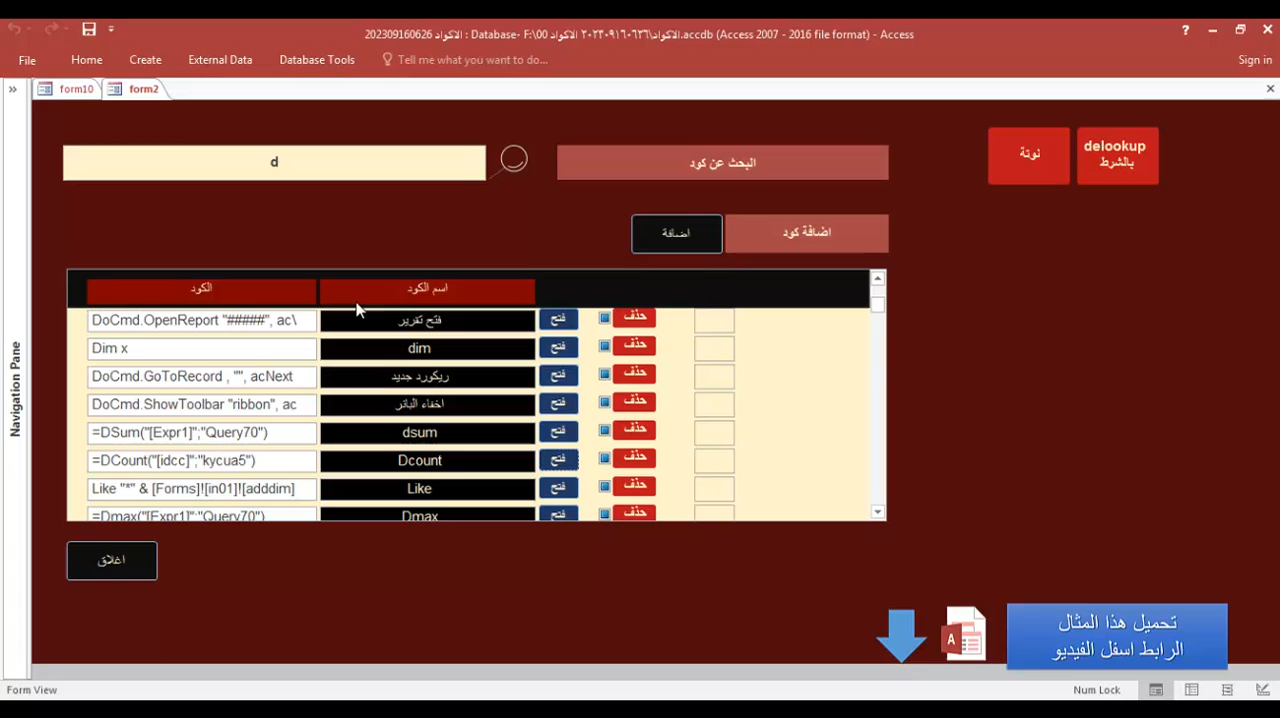 202309160626 الاكواد : Database- F:\00 الاكواد ٢٠٢٣٠٩١٦٠٦٣٦\الاكواد.accdb (Access 2007 - 2016 file format) - Access
File Home Create External Data Database Tools Tell me what you want to do... Sign in
form10 form2
Navigation Pane
d
البحث عن كود
نوتة
delookup
بالشرط
اضافة كود
اضافة
الكود اسم الكود
DoCmd.OpenReport "#####", ac\ فتح تقرير فتح حذف
Dim x dim فتح حذف
DoCmd.GoToRecord , "", acNext ريكورد جديد فتح حذف
DoCmd.ShowToolbar "ribbon", ac اخفاء البانر فتح حذف
=DSum("[Expr1]";"Query70") dsum فتح حذف
=DCount("[idcc]";"kycua5") Dcount فتح حذف
Like "*" & [Forms]![in01]![adddim] Like فتح حذف
=Dmax("[Expr1]";"Query70") Dmax فتح حذف
اغلاق
A
تحميل هذا المثال
الرابط اسفل الفيديو
Form View
Num Lock